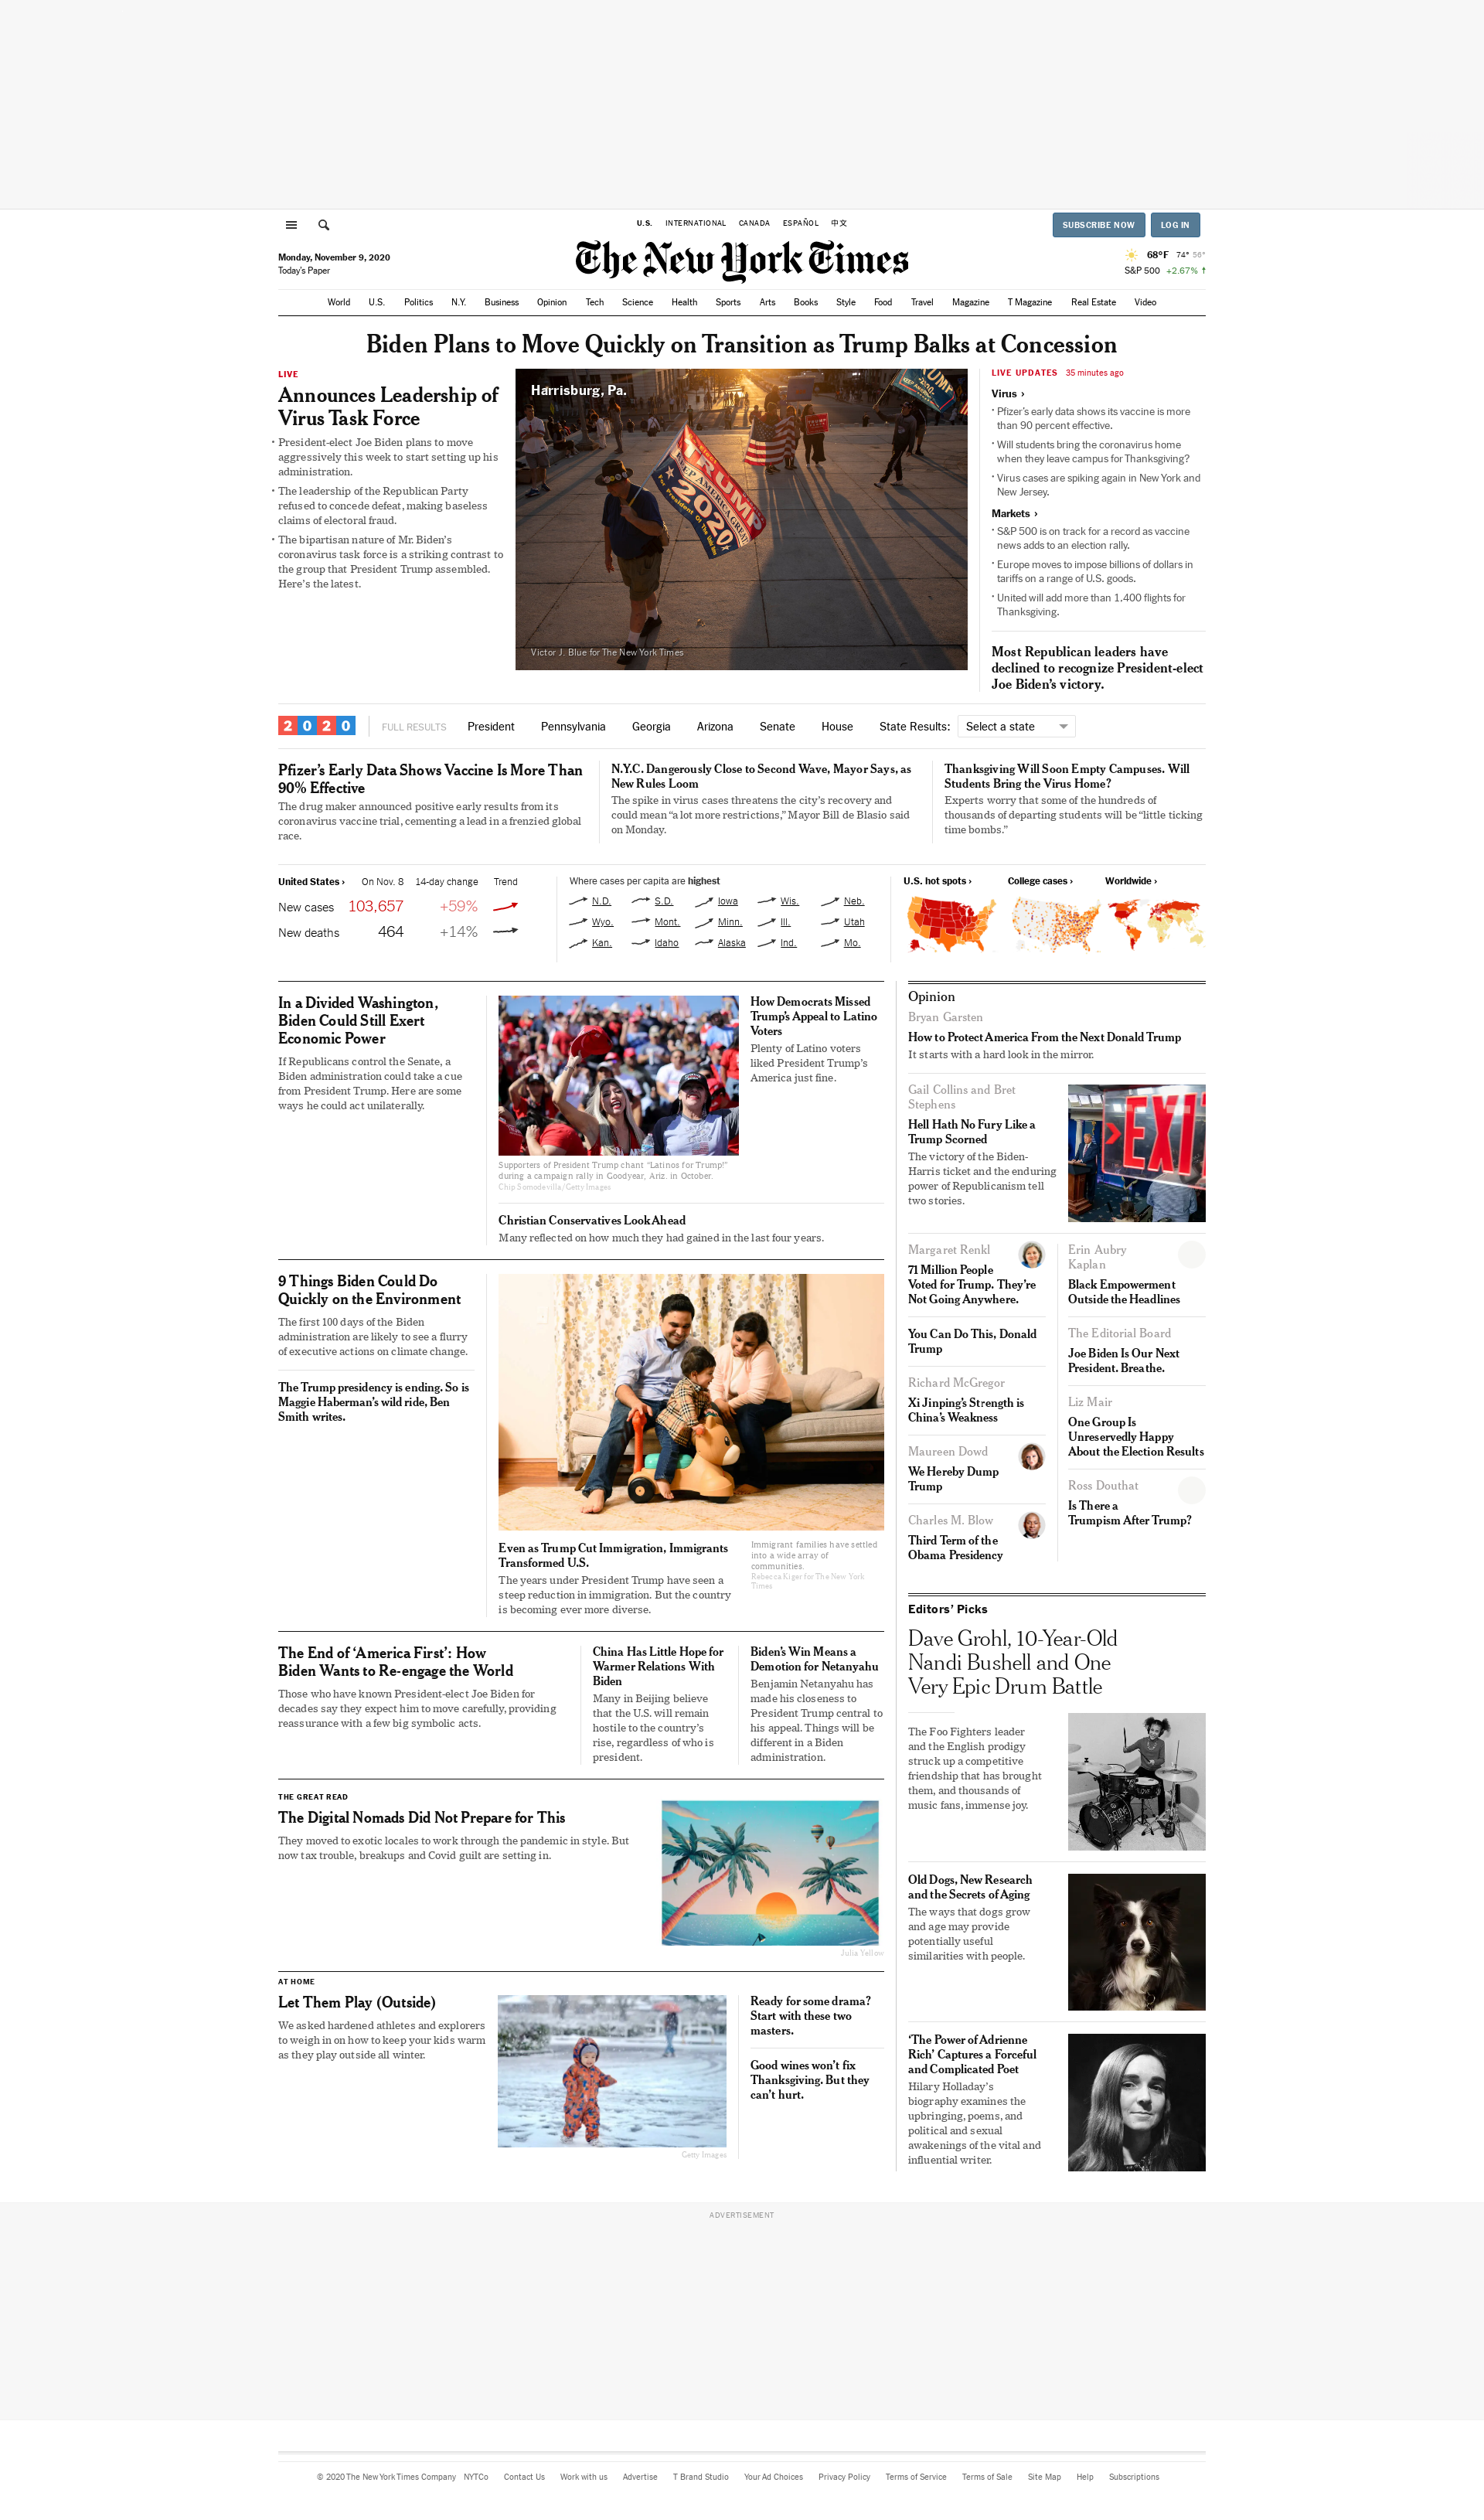 U.S. INTERNATIONAL CANADA ESPAÑOL 中文
SUBSCRIBE NOW LOG IN
Monday, November 9, 2020
Today's Paper
The New York Times
68°F 74° 56°
S&P 500 +2.67% ↑
World U.S. Politics N.Y. Business Opinion Tech Science Health Sports Arts Books Style Food Travel Magazine T Magazine Real Estate Video
Biden Plans to Move Quickly on Transition as Trump Balks at Concession
LIVE
Announces Leadership of
Virus Task Force
• President-elect Joe Biden plans to move
aggressively this week to start setting up his
administration.
• The leadership of the Republican Party
refused to concede defeat, making baseless
claims of electoral fraud.
• The bipartisan nature of Mr. Biden's
coronavirus task force is a striking contrast to
the group that President Trump assembled.
Here's the latest.
Harrisburg, Pa.
TRUMP
KEEP AMERICA GREAT
TRUMP
KEEP AMERICA GREAT!
2020
Victor J. Blue for The New York Times
LIVE UPDATES 35 minutes ago
Virus ›
• Pfizer's early data shows its vaccine is more
than 90 percent effective.
• Will students bring the coronavirus home
when they leave campus for Thanksgiving?
• Virus cases are spiking again in New York and
New Jersey.
Markets ›
• S&P 500 is on track for a record as vaccine
news adds to an election rally.
• Europe moves to impose billions of dollars in
tariffs on a range of U.S. goods.
• United will add more than 1,400 flights for
Thanksgiving.
Most Republican leaders have
declined to recognize President-elect
Joe Biden's victory.
2020 FULL RESULTS President Pennsylvania Georgia Arizona Senate House State Results: Select a state
Pfizer's Early Data Shows Vaccine Is More Than
90% Effective
The drug maker announced positive early results from its
coronavirus vaccine trial, cementing a lead in a frenzied global
race.
N.Y.C. Dangerously Close to Second Wave, Mayor Says, as
New Rules Loom
The spike in virus cases threatens the city's recovery and
could mean “a lot more restrictions,” Mayor Bill de Blasio said
on Monday.
Thanksgiving Will Soon Empty Campuses. Will
Students Bring the Virus Home?
Experts worry that some of the hundreds of
thousands of departing students will be “little ticking
time bombs.”
United States › On Nov. 8 14-day change Trend
New cases 103,657 +59%
New deaths 464 +14%
Where cases per capita are highest
N.D. S.D. Iowa Wis. Neb.
Wyo. Mont. Minn. Ill. Utah
Kan. Idaho Alaska Ind. Mo.
U.S. hot spots › College cases › Worldwide ›
In a Divided Washington,
Biden Could Still Exert
Economic Power
If Republicans control the Senate, a
Biden administration could take a cue
from President Trump. Here are some
ways he could act unilaterally.
Supporters of President Trump chant “Latinos for Trump!”
during a campaign rally in Goodyear, Ariz. in October.
Chip Somodevilla/Getty Images
How Democrats Missed
Trump's Appeal to Latino
Voters
Plenty of Latino voters
liked President Trump's
America just fine.
Christian Conservatives Look Ahead
Many reflected on how much they had gained in the last four years.
9 Things Biden Could Do
Quickly on the Environment
The first 100 days of the Biden
administration are likely to see a flurry
of executive actions on climate change.
The Trump presidency is ending. So is
Maggie Haberman's wild ride, Ben
Smith writes.
Even as Trump Cut Immigration, Immigrants
Transformed U.S.
The years under President Trump have seen a
steep reduction in immigration. But the country
is becoming ever more diverse.
Immigrant families have settled
into a wide array of
communities.
Rebecca Kiger for The New York
Times
The End of ‘America First’: How
Biden Wants to Re-engage the World
Those who have known President-elect Joe Biden for
decades say they expect him to move carefully, providing
reassurance with a few big symbolic acts.
China Has Little Hope for
Warmer Relations With
Biden
Many in Beijing believe
that the U.S. will remain
hostile to the country's
rise, regardless of who is
president.
Biden's Win Means a
Demotion for Netanyahu
Benjamin Netanyahu has
made his closeness to
President Trump central to
his appeal. Things will be
different in a Biden
administration.
THE GREAT READ
The Digital Nomads Did Not Prepare for This
They moved to exotic locales to work through the pandemic in style. But
now tax trouble, breakups and Covid guilt are setting in.
Julia Yellow
AT HOME
Let Them Play (Outside)
We asked hardened athletes and explorers
to weigh in on how to keep your kids warm
as they play outside all winter.
Getty Images
Ready for some drama?
Start with these two
masters.
Good wines won't fix
Thanksgiving. But they
can't hurt.
Opinion
Bryan Garsten
How to Protect America From the Next Donald Trump
It starts with a hard look in the mirror.
Gail Collins and Bret
Stephens
Hell Hath No Fury Like a
Trump Scorned
The victory of the Biden-
Harris ticket and the enduring
power of Republicanism tell
two stories.
EXIT
Margaret Renkl
71 Million People
Voted for Trump. They're
Not Going Anywhere.
You Can Do This, Donald
Trump
Richard McGregor
Xi Jinping's Strength is
China's Weakness
Maureen Dowd
We Hereby Dump
Trump
Charles M. Blow
Third Term of the
Obama Presidency
Erin Aubry
Kaplan
Black Empowerment
Outside the Headlines
The Editorial Board
Joe Biden Is Our Next
President. Breathe.
Liz Mair
One Group Is
Unreservedly Happy
About the Election Results
Ross Douthat
Is There a
Trumpism After Trump?
Editors' Picks
Dave Grohl, 10-Year-Old
Nandi Bushell and One
Very Epic Drum Battle
The Foo Fighters leader
and the English prodigy
struck up a competitive
friendship that has brought
them, and thousands of
music fans, immense joy.
Old Dogs, New Research
and the Secrets of Aging
The ways that dogs grow
and age may provide
potentially useful
similarities with people.
‘The Power of Adrienne
Rich’ Captures a Forceful
and Complicated Poet
Hilary Holladay's
biography examines the
upbringing, poems, and
political and sexual
awakenings of the vital and
influential writer.
ADVERTISEMENT
© 2020 The New York Times Company NYTCo Contact Us Work with us Advertise T Brand Studio Your Ad Choices Privacy Policy Terms of Service Terms of Sale Site Map Help Subscriptions